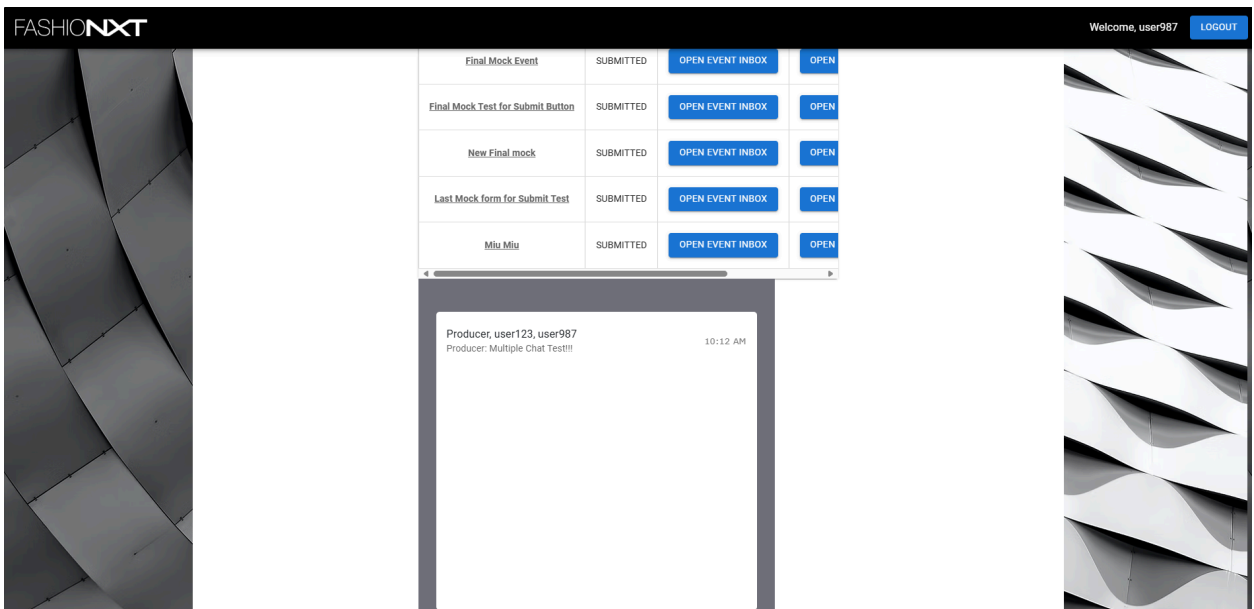 FASHIONXT
Welcome, user987
LOGOUT
Final Mock Event SUBMITTED OPEN EVENT INBOX OPEN
Final Mock Test for Submit Button SUBMITTED OPEN EVENT INBOX OPEN
New Final mock SUBMITTED OPEN EVENT INBOX OPEN
Last Mock form for Submit Test SUBMITTED OPEN EVENT INBOX OPEN
Miu Miu SUBMITTED OPEN EVENT INBOX OPEN
Producer, user123, user987
Producer: Multiple Chat Test!!!
10:12 AM